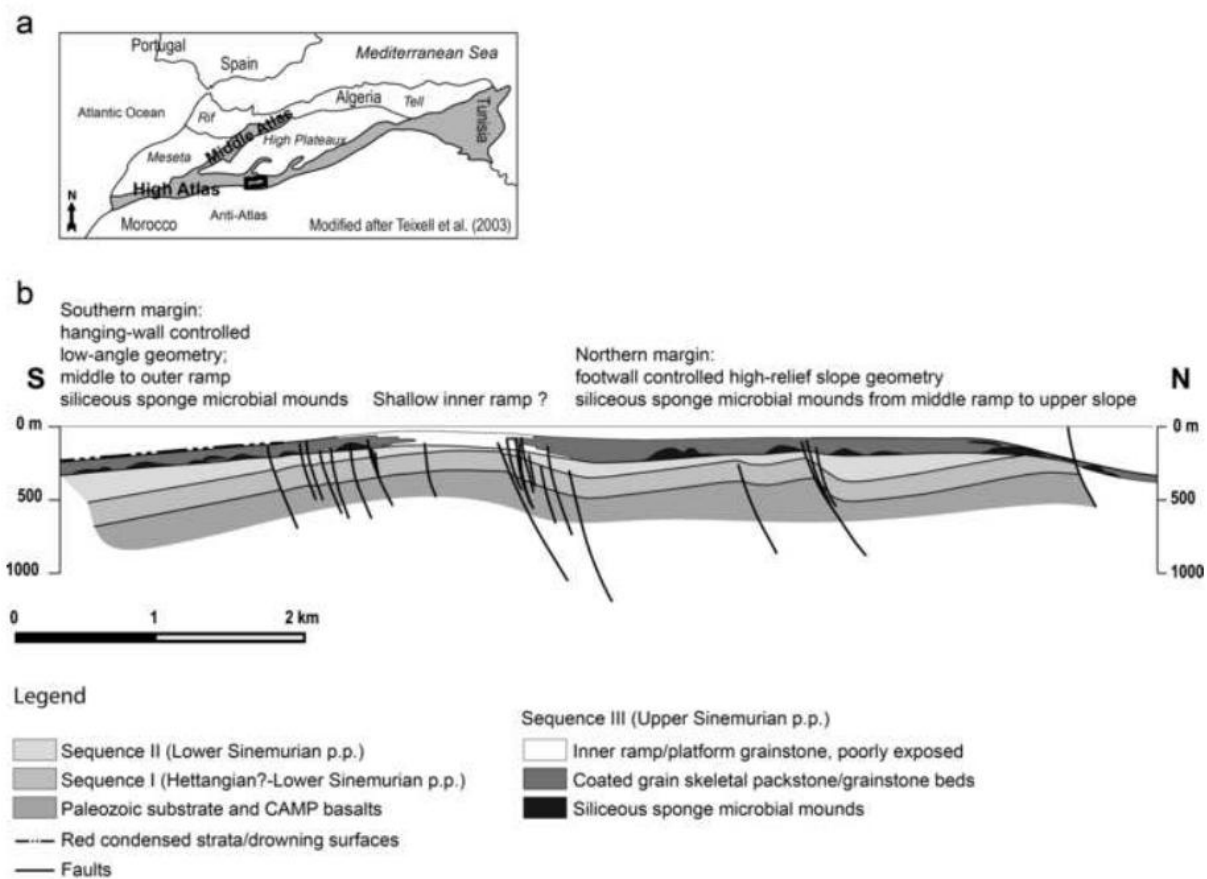 a
Portugal
Spain
Mediterranean Sea
Atlantic Ocean
Rif
Algeria
Tell
Tunisia
Middle Atlas
High Plateaux
Meseta
High Atlas
N
Anti-Atlas
Morocco
Modified after Teixell et al. (2003)
b
Southern margin:
hanging-wall controlled
low-angle geometry;
middle to outer ramp
siliceous sponge microbial mounds
S
Shallow inner ramp ?
Northern margin:
footwall controlled high-relief slope geometry
siliceous sponge microbial mounds from middle ramp to upper slope
N
0 m
500
1000
0 m
500
1000
0 1 2 km
Legend
Sequence II (Lower Sinemurian p.p.)
Sequence I (Hettangian?-Lower Sinemurian p.p.)
Paleozoic substrate and CAMP basalts
Red condensed strata/drowning surfaces
Faults
Sequence III (Upper Sinemurian p.p.)
Inner ramp/platform grainstone, poorly exposed
Coated grain skeletal packstone/grainstone beds
Siliceous sponge microbial mounds